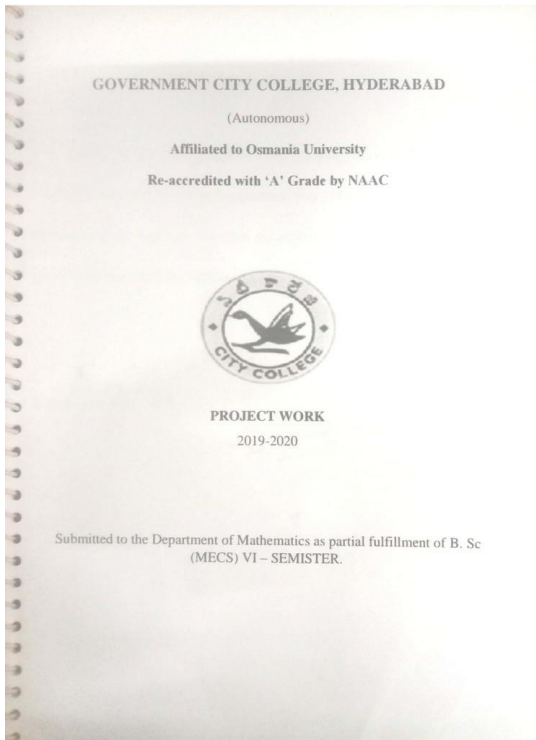 GOVERNMENT CITY COLLEGE, HYDERABAD
(Autonomous)
Affiliated to Osmania University
Re-accredited with ‘A’ Grade by NAAC
CITY COLLEGE
PROJECT WORK
2019-2020
Submitted to the Department of Mathematics as partial fulfillment of B. Sc
(MECS) VI – SEMISTER.